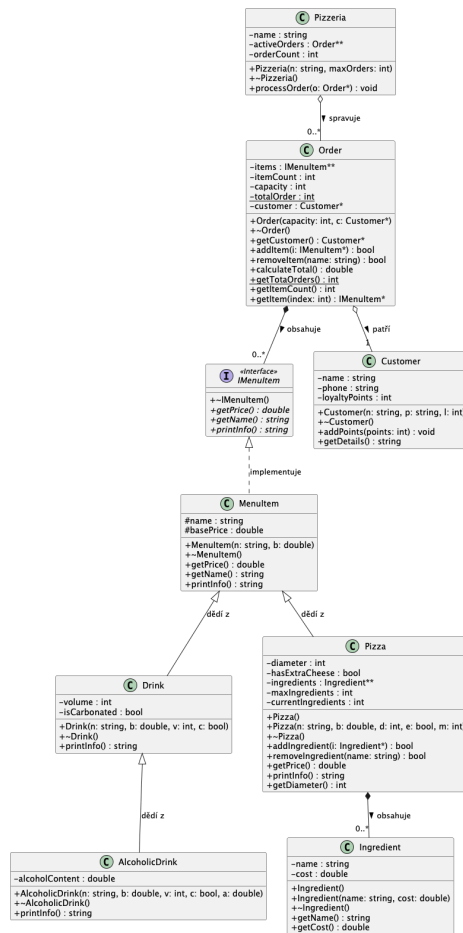 C Pizzeria
-name : string
-activeOrders : Order**
-orderCount : int
+Pizzeria(n: string, maxOrders: int)
+~Pizzeria()
+processOrder(o: Order*) : void
spravuje
0..*
C Order
-items : IMenuItem**
-itemCount : int
-capacity : int
-totalOrder : int
-customer : Customer*
+Order(capacity: int, c: Customer*)
+~Order()
+getCustomer() : Customer*
+addItem(i: IMenuItem*) : bool
+removeItem(name: string) : bool
+calculateTotal() : double
+getTotaOrders() : int
+getItemCount() : int
+getItem(index: int) : IMenuItem*
obsahuje
0..*
patří
1
I «Interface»
IMenuItem
+~IMenuItem()
+getPrice() : double
+getName() : string
+printInfo() : string
C Customer
-name : string
-phone : string
-loyaltyPoints : int
+Customer(n: string, p: string, l: int)
+~Customer()
+addPoints(points: int) : void
+getDetails() : string
implementuje
C MenuItem
#name : string
#basePrice : double
+MenuItem(n: string, b: double)
+~MenuItem()
+getPrice() : double
+getName() : string
+printInfo() : string
dědí z
dědí z
C Drink
-volume : int
-isCarbonated : bool
+Drink(n: string, b: double, v: int, c: bool)
+~Drink()
+printInfo() : string
C Pizza
-diameter : int
-hasExtraCheese : bool
-ingredients : Ingredient**
-maxIngredients : int
-currentIngredients : int
+Pizza()
+Pizza(n: string, b: double, d: int, e: bool, m: int)
+~Pizza()
+addIngredient(i: Ingredient*) : bool
+removeIngredient(name: string) : bool
+getPrice() : double
+printInfo() : string
+getDiameter() : int
dědí z
obsahuje
0..*
C AlcoholicDrink
-alcoholContent : double
+AlcoholicDrink(n: string, b: double, v: int, c: bool, a: double)
+~AlcoholicDrink()
+printInfo() : string
C Ingredient
-name : string
-cost : double
+Ingredient()
+Ingredient(name: string, cost: double)
+~Ingredient()
+getName() : string
+getCost() : double